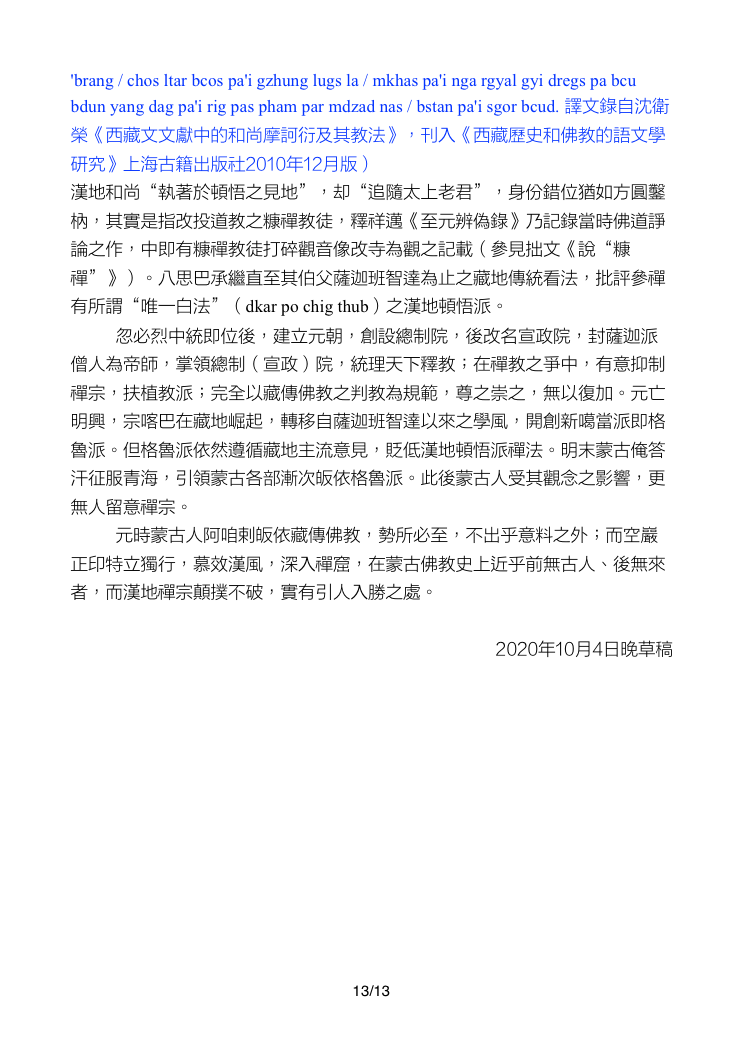 'brang / chos ltar bcos pa'i gzhung lugs la / mkhas pa'i nga rgyal gyi dregs pa bcu
bdun yang dag pa'i rig pas pham par mdzad nas / bstan pa'i sgor bcud. 譯文錄自沈衛
榮《西藏文文獻中的和尚摩訶衍及其教法》，刊入《西藏歷史和佛教的語文學
研究》上海古籍出版社2010年12月版）
漢地和尚“執著於頓悟之見地”，却“追隨太上老君”，身份錯位猶如方圓鑿
枘，其實是指改投道教之糠禪教徒，釋祥邁《至元辨偽錄》乃記錄當時佛道諍
論之作，中即有糠禪教徒打碎觀音像改寺為觀之記載（參見拙文《說“糠
禪”》）。八思巴承繼直至其伯父薩迦班智達為止之藏地傳統看法，批評參禪
有所謂“唯一白法”（dkar po chig thub）之漢地頓悟派。
忽必烈中統即位後，建立元朝，創設總制院，後改名宣政院，封薩迦派
僧人為帝師，掌領總制（宣政）院，統理天下釋教；在禪教之爭中，有意抑制
禪宗，扶植教派；完全以藏傳佛教之判教為規範，尊之崇之，無以復加。元亡
明興，宗喀巴在藏地崛起，轉移自薩迦班智達以來之學風，開創新噶當派即格
魯派。但格魯派依然遵循藏地主流意見，貶低漢地頓悟派禪法。明末蒙古俺答
汗征服青海，引領蒙古各部漸次皈依格魯派。此後蒙古人受其觀念之影響，更
無人留意禪宗。
元時蒙古人阿咱剌皈依藏傳佛教，勢所必至，不出乎意料之外；而空巖
正印特立獨行，慕效漢風，深入禪窟，在蒙古佛教史上近乎前無古人、後無來
者，而漢地禪宗顛撲不破，實有引人入勝之處。
2020年10月4日晚草稿
13/13